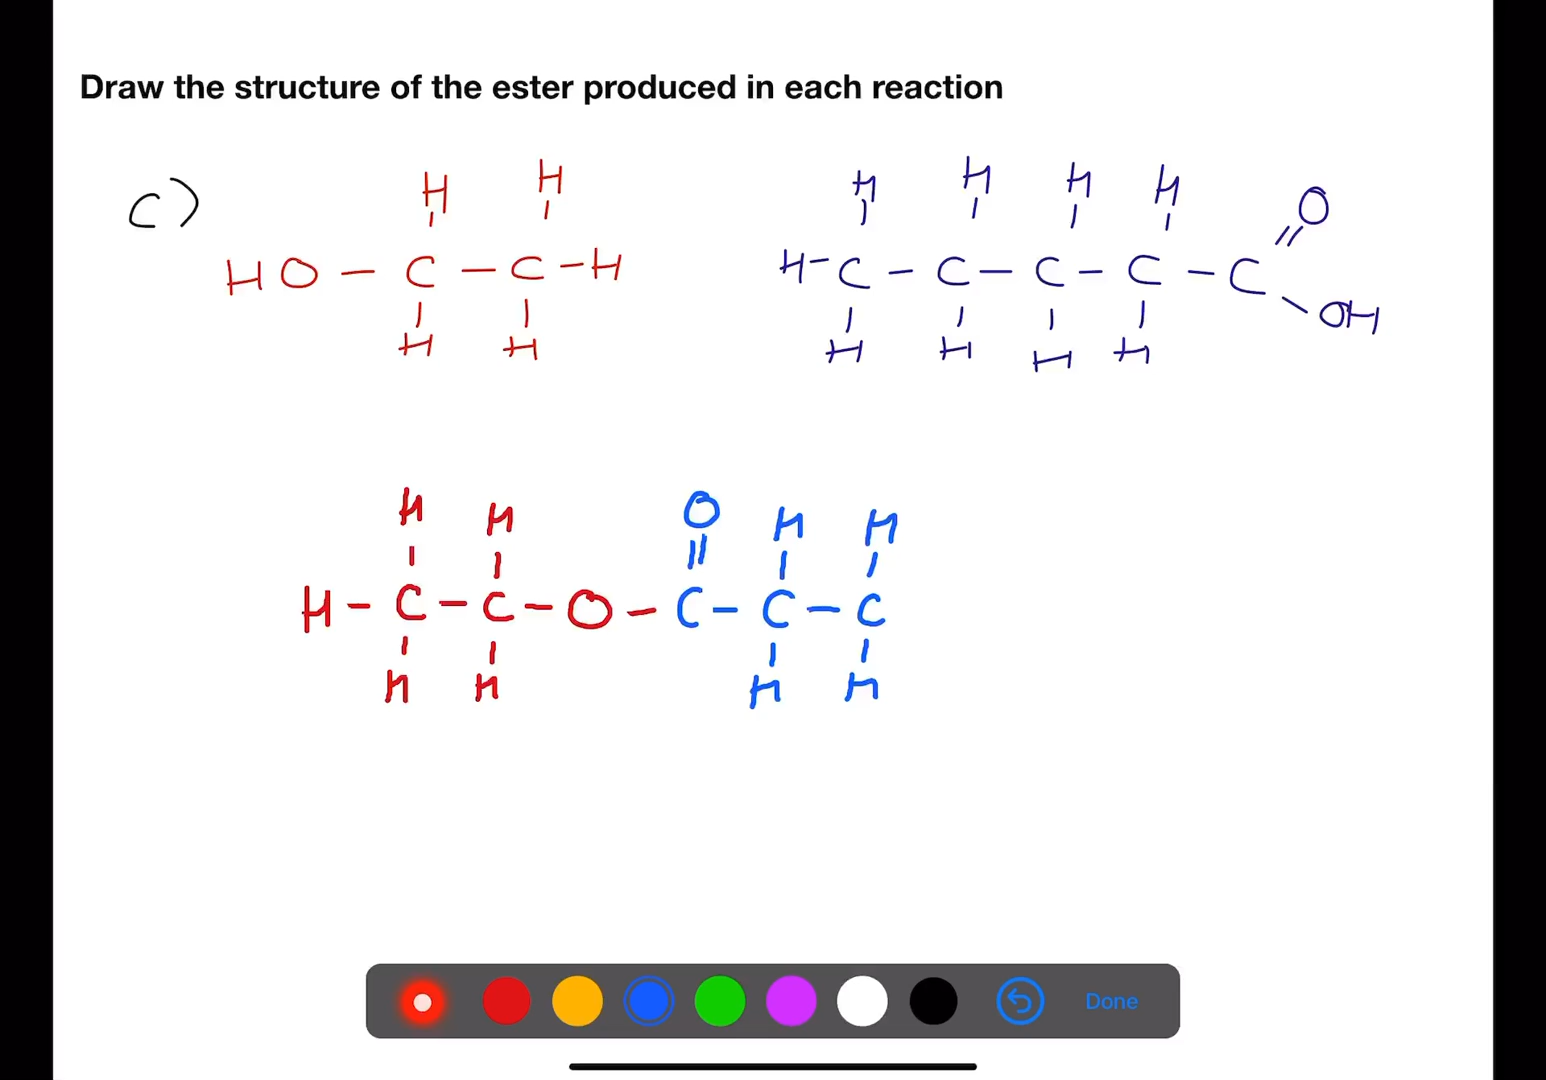 Draw the structure of the ester produced in each reaction
H H H H H H O
C) HO – C – C – H H – C – C – C – C – C
OH
H H H H H H
H H O H H
H – C – C – O – C – C – C
H H H H
Done